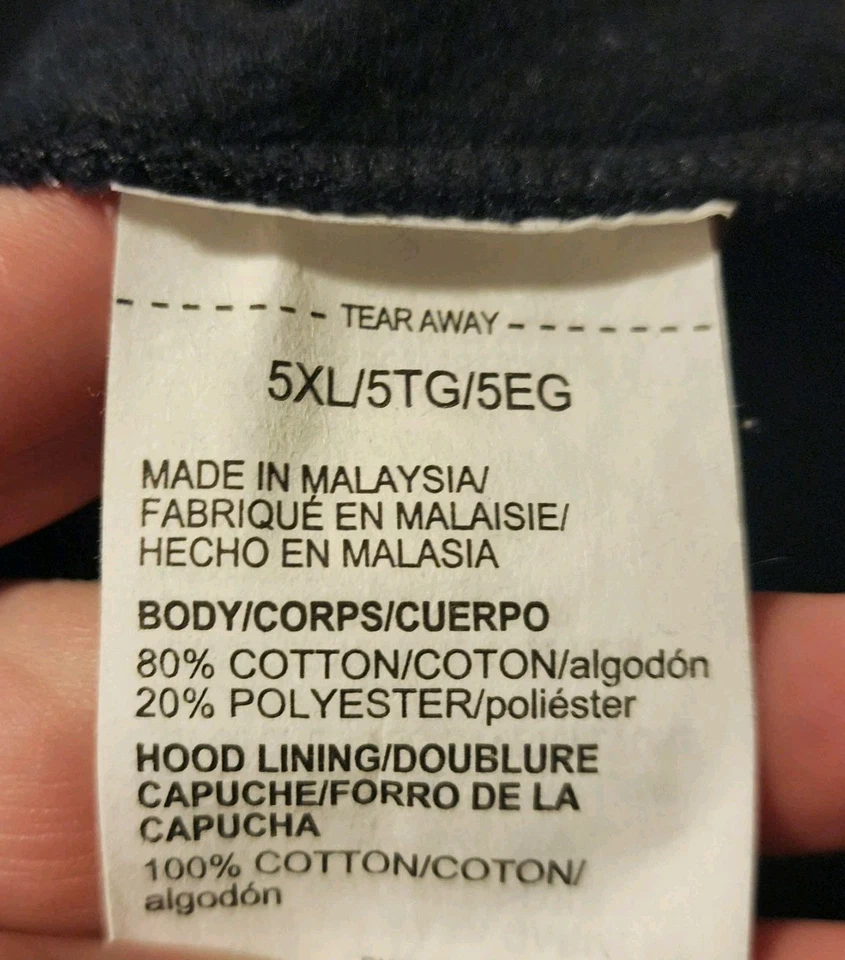 TEAR AWAY
5XL/5TG/5EG
MADE IN MALAYSIA/
FABRIQUÉ EN MALAISIE/
HECHO EN MALASIA
BODY/CORPS/CUERPO
80% COTTON/COTON/algodón
20% POLYESTER/poliéster
HOOD LINING/DOUBLURE
CAPUCHE/FORRO DE LA
CAPUCHA
100% COTTON/COTON/
algodón